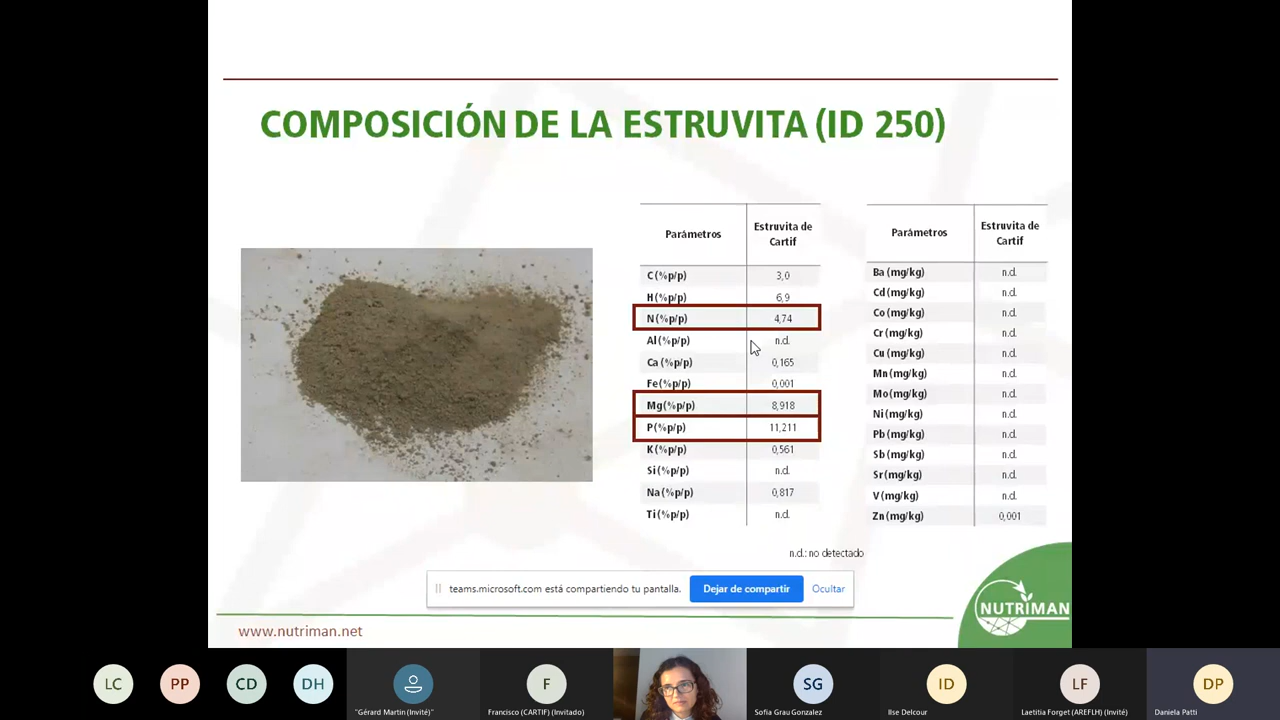 COMPOSICIÓN DE LA ESTRUVITA (ID 250)
Parámetros Estruvita de Cartif
C (%p/p) 3,0
H (%p/p) 6,9
N (%p/p) 4,74
Al (%p/p) n.d.
Ca (%p/p) 0,165
Fe (%p/p) 0,001
Mg (%p/p) 8,918
P (%p/p) 11,211
K (%p/p) 0,561
Si (%p/p) n.d.
Na (%p/p) 0,817
Ti (%p/p) n.d.
Parámetros Estruvita de Cartif
Ba (mg/kg) n.d.
Cd (mg/kg) n.d.
Co (mg/kg) n.d.
Cr (mg/kg) n.d.
Cu (mg/kg) n.d.
Mn (mg/kg) n.d.
Mo (mg/kg) n.d.
Ni (mg/kg) n.d.
Pb (mg/kg) n.d.
Sb (mg/kg) n.d.
Sr (mg/kg) n.d.
V (mg/kg) n.d.
Zn (mg/kg) 0,001
n.d.: no detectado
teams.microsoft.com está compartiendo tu pantalla. Dejar de compartir Ocultar
NUTRIMAN
www.nutriman.net
LC PP CD DH F SG ID LF DP
"Gérard Martin (Invité)" Francisco (CARTIF) (Invitado) Sofia Grau Gonzalez Ilse Delcour Laetitia Forget (AREFLH) (Invité) Daniela Patti